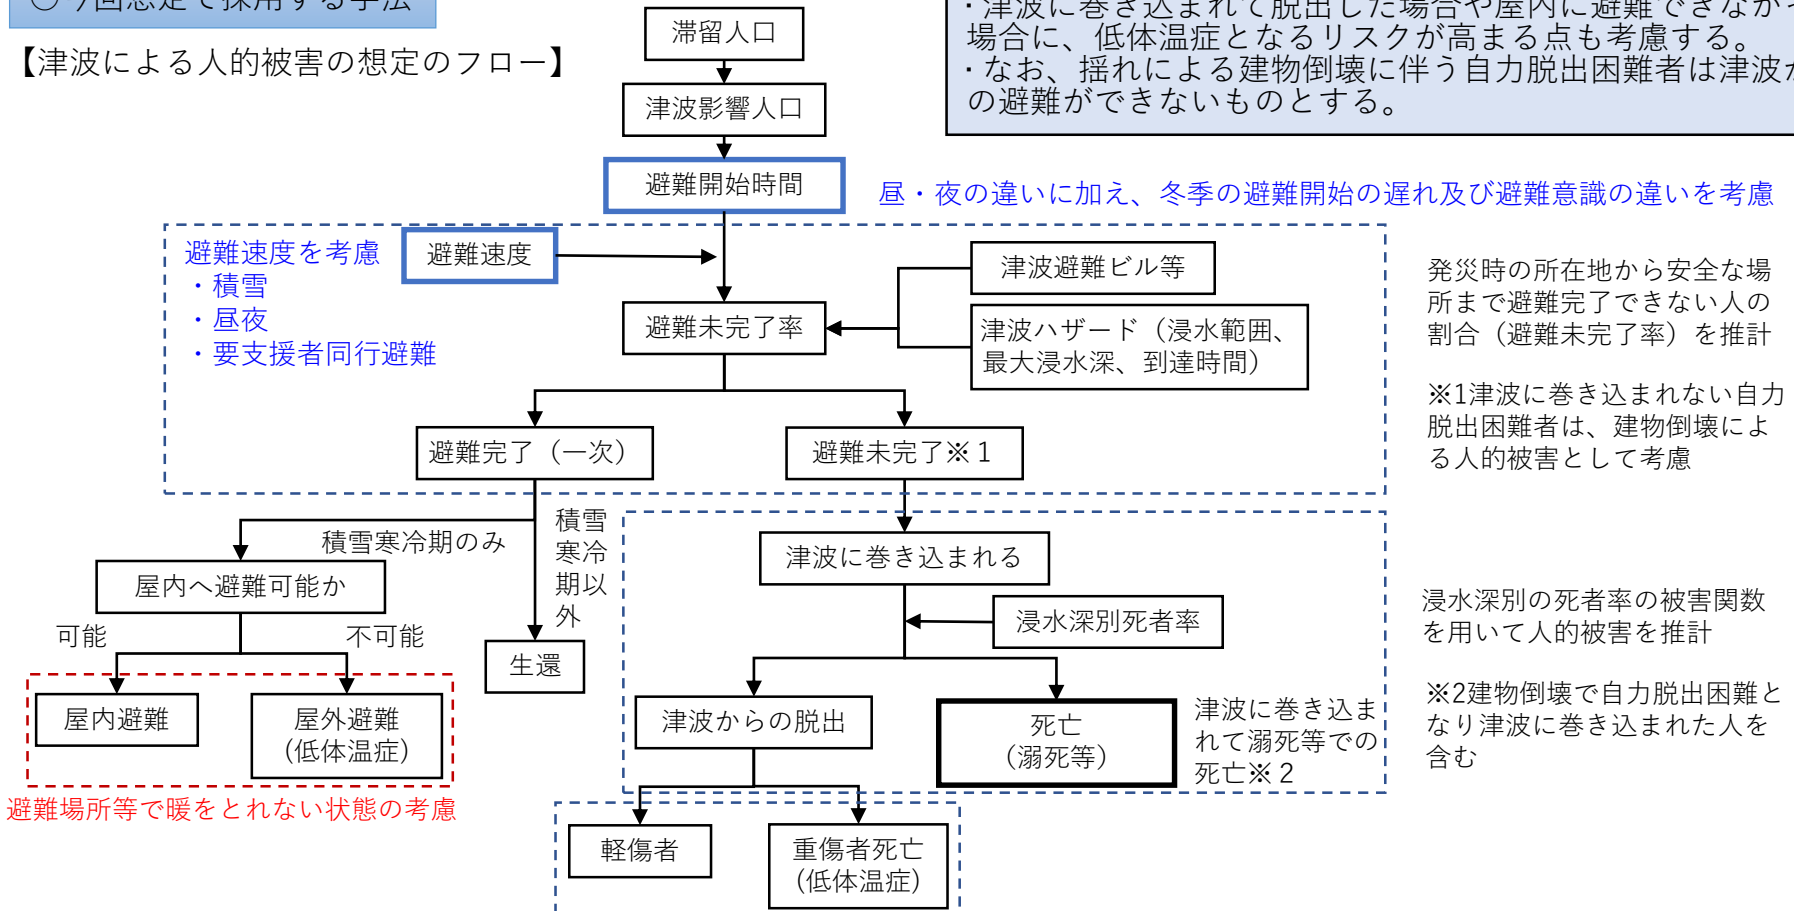 ○今回想定で採用する手法
【津波による人的被害の想定のフロー】
・津波に巻き込まれて脱出した場合や屋内に避難できなかっ
場合に、低体温症となるリスクが高まる点も考慮する。
・なお、揺れによる建物倒壊に伴う自力脱出困難者は津波か
の避難ができないものとする。
滞留人口
津波影響人口
避難開始時間
昼・夜の違いに加え、冬季の避難開始の遅れ及び避難意識の違いを考慮
避難速度を考慮
・積雪
・昼夜
・要支援者同行避難
避難速度
津波避難ビル等
避難未完了率
津波ハザード（浸水範囲、
最大浸水深、到達時間）
発災時の所在地から安全な場
所まで避難完了できない人の
割合（避難未完了率）を推計
※1津波に巻き込まれない自力
脱出困難者は、建物倒壊によ
る人的被害として考慮
避難完了（一次）
避難未完了※１
積雪寒冷期のみ
積雪
寒冷
期以
外
屋内へ避難可能か
可能
不可能
生還
屋内避難
屋外避難
(低体温症)
避難場所等で暖をとれない状態の考慮
津波に巻き込まれる
浸水深別死者率
津波からの脱出
死亡
(溺死等)
津波に巻き込ま
れて溺死等での
死亡※２
浸水深別の死者率の被害関数
を用いて人的被害を推計
※2建物倒壊で自力脱出困難と
なり津波に巻き込まれた人を
含む
軽傷者
重傷者死亡
(低体温症)